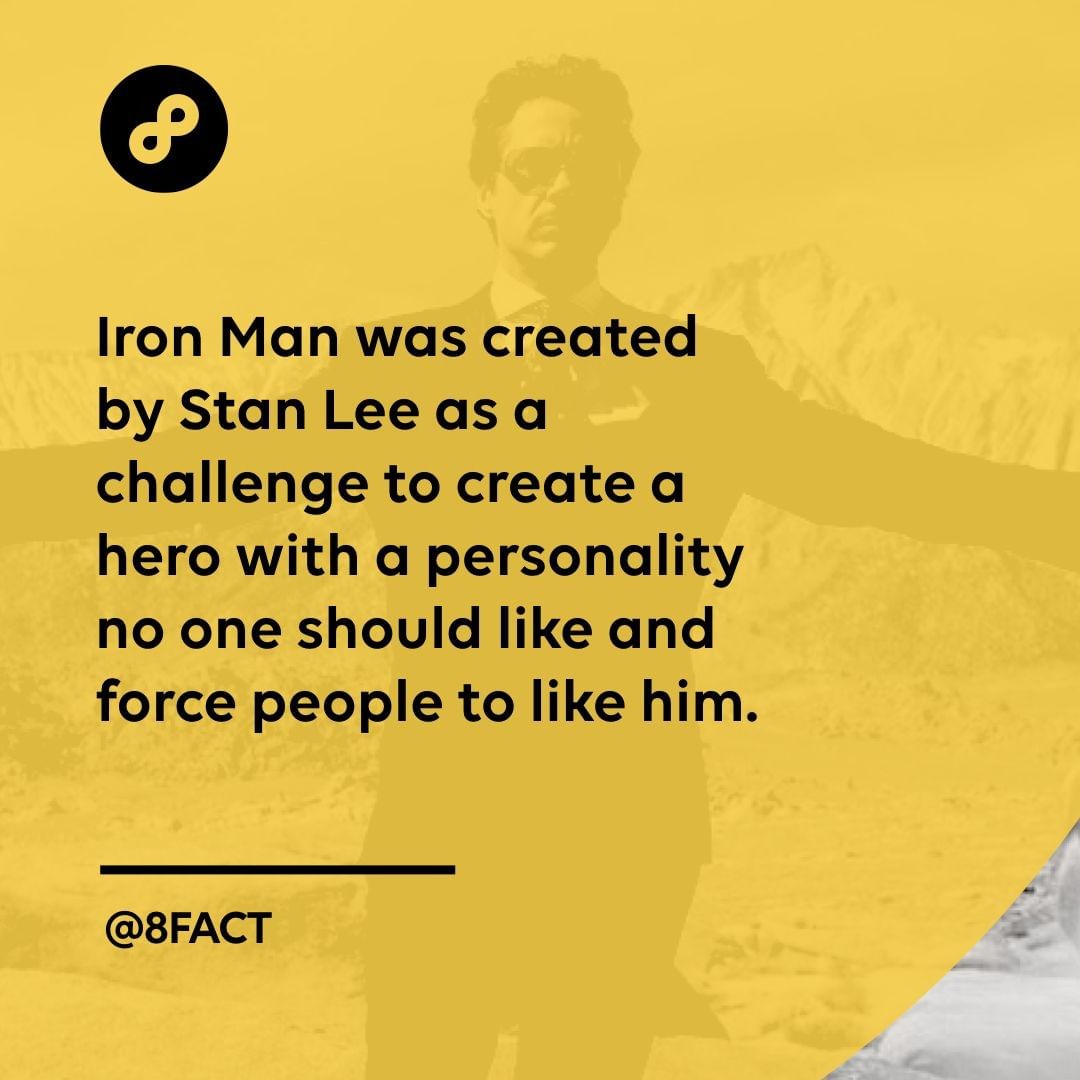 Iron Man was created
by Stan Lee as a
challenge to create a
hero with a personality
no one should like and
force people to like him.
@8FACT